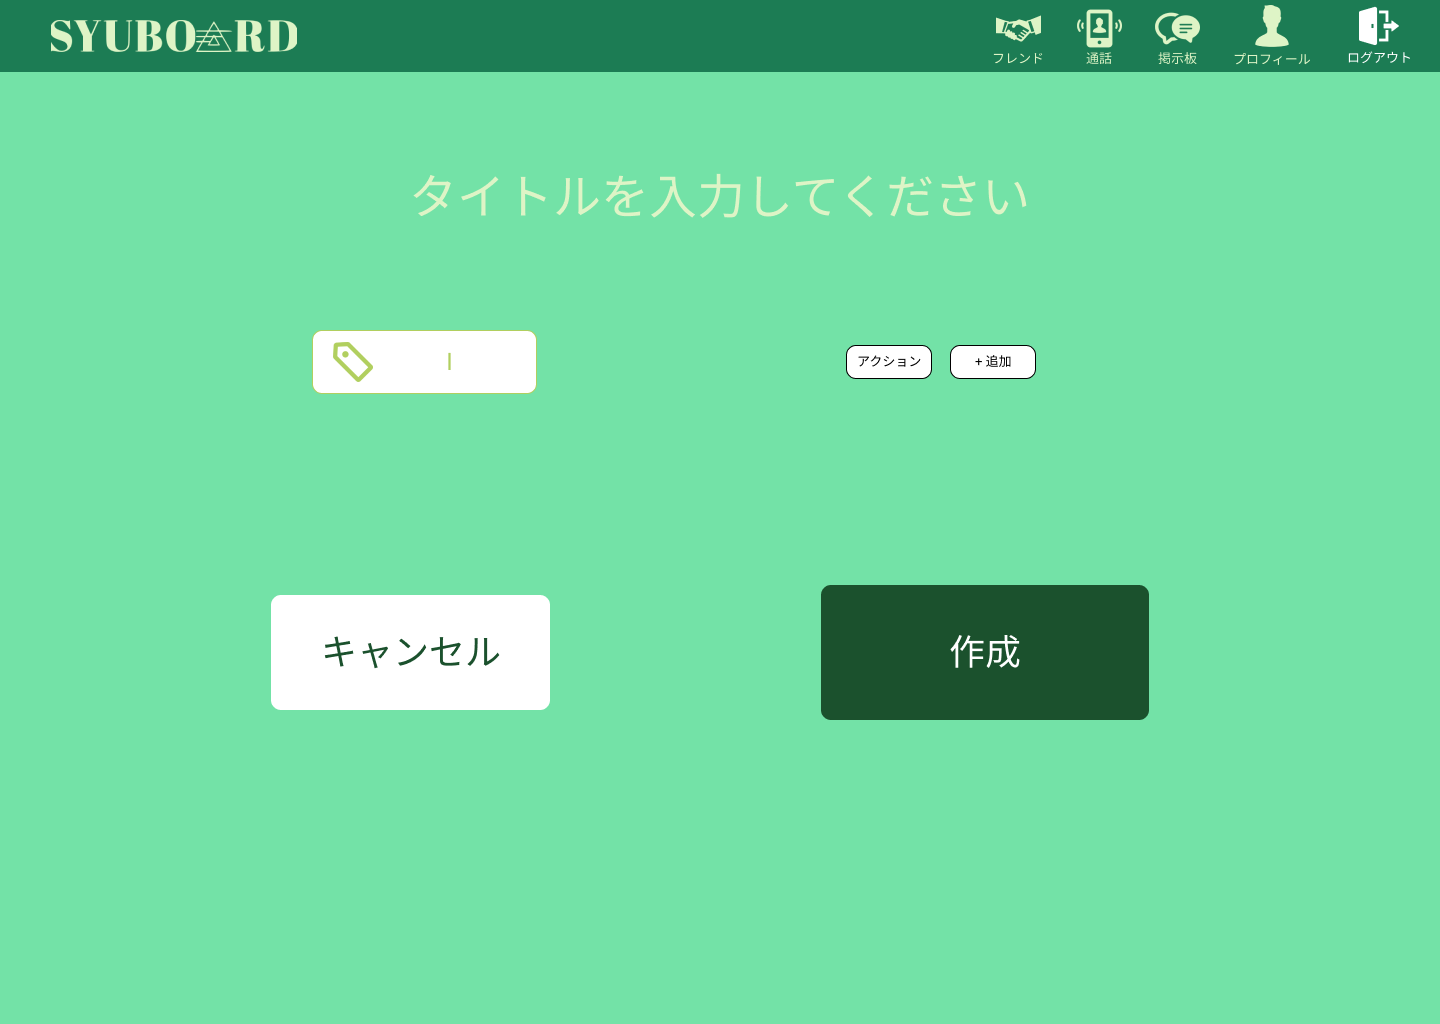 SYUBOARD
フレンド
通話
掲示板
プロフィール
ログアウト
タイトルを入力してください
アクション
+ 追加
キャンセル
作成